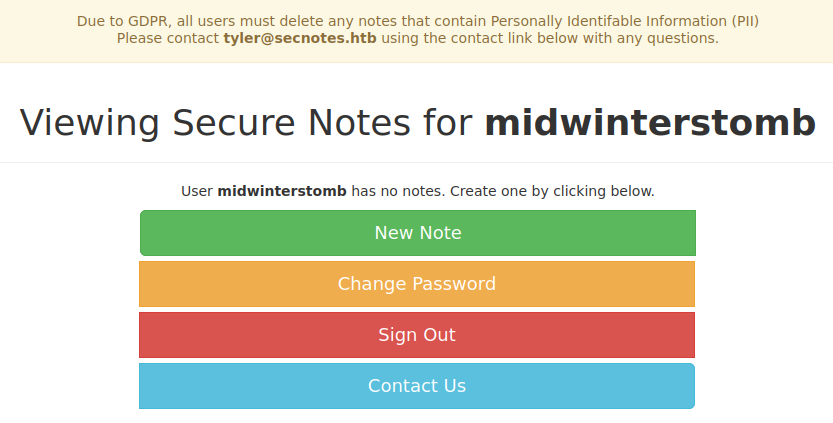 Due to GDPR, all users must delete any notes that contain Personally Identifable Information (PII)
Please contact tyler@secnotes.htb using the contact link below with any questions.
Viewing Secure Notes for midwinterstomb
User midwinterstomb has no notes. Create one by clicking below.
New Note
Change Password
Sign Out
Contact Us